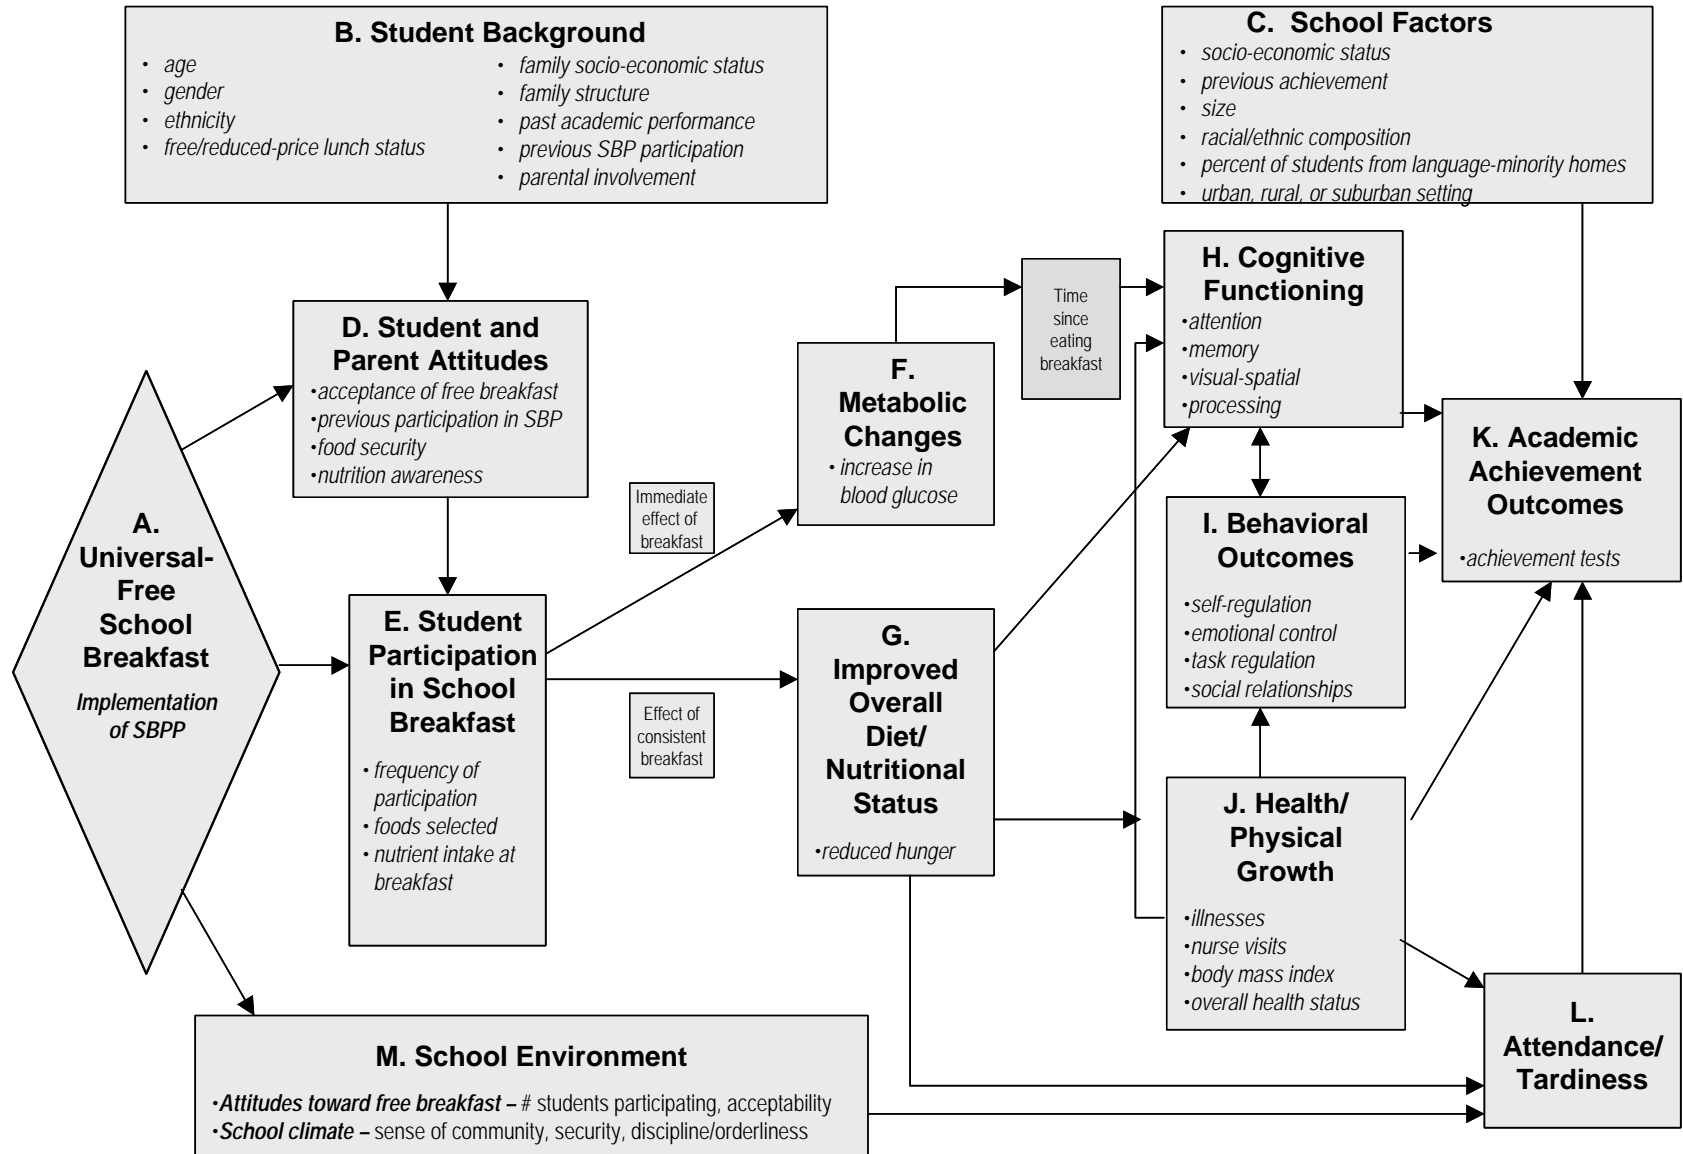 B. Student Background
• age
• gender
• ethnicity
• free/reduced-price lunch status
• family socio-economic status
• family structure
• past academic performance
• previous SBP participation
• parental involvement
C. School Factors
• socio-economic status
• previous achievement
• size
• racial/ethnic composition
• percent of students from language-minority homes
• urban, rural, or suburban setting
D. Student and
Parent Attitudes
•acceptance of free breakfast
•previous participation in SBP
•food security
•nutrition awareness
A.
Universal-
Free
School
Breakfast
Implementation
of SBPP
E. Student
Participation
in School
Breakfast
• frequency of
participation
• foods selected
• nutrient intake at
breakfast
Immediate
effect of
breakfast
Effect of
consistent
breakfast
F.
Metabolic
Changes
• increase in
blood glucose
G.
Improved
Overall
Diet/
Nutritional
Status
•reduced hunger
Time
since
eating
breakfast
H. Cognitive
Functioning
•attention
•memory
•visual-spatial
•processing
I. Behavioral
Outcomes
•self-regulation
•emotional control
•task regulation
•social relationships
J. Health/
Physical
Growth
•illnesses
•nurse visits
•body mass index
•overall health status
K. Academic
Achievement
Outcomes
•achievement tests
L.
Attendance/
Tardiness
M. School Environment
•Attitudes toward free breakfast – # students participating, acceptability
•School climate – sense of community, security, discipline/orderliness